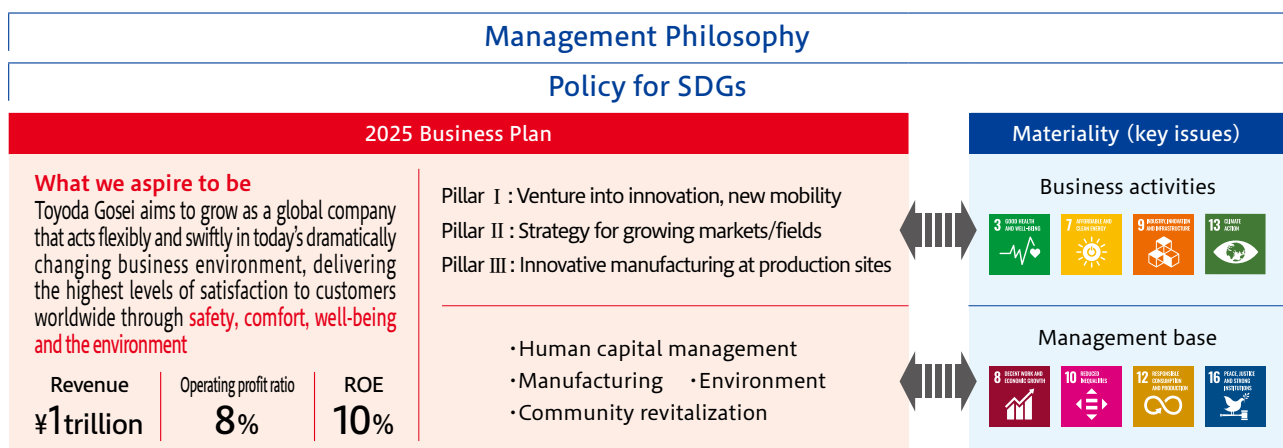 Management Philosophy
Policy for SDGs
2025 Business Plan
What we aspire to be
Toyoda Gosei aims to grow as a global company
that acts flexibly and swiftly in today's dramatically
changing business environment, delivering
the highest levels of satisfaction to customers
worldwide through safety, comfort, well-being
and the environment
Revenue
¥1trillion
Operating profit ratio
8%
ROE
10%
Pillar Ⅰ : Venture into innovation, new mobility
Pillar Ⅱ : Strategy for growing markets/fields
Pillar Ⅲ : Innovative manufacturing at production sites
・Human capital management
・Manufacturing ・Environment
・Community revitalization
Materiality (key issues)
Business activities
3 GOOD HEALTH
AND WELL-BEING
7 AFFORDABLE AND
CLEAN ENERGY
9 INDUSTRY, INNOVATION
AND INFRASTRUCTURE
13 CLIMATE
ACTION
Management base
8 DECENT WORK AND
ECONOMIC GROWTH
10 REDUCED
INEQUALITIES
12 RESPONSIBLE
CONSUMPTION
AND PRODUCTION
16 PEACE, JUSTICE
AND STRONG
INSTITUTIONS